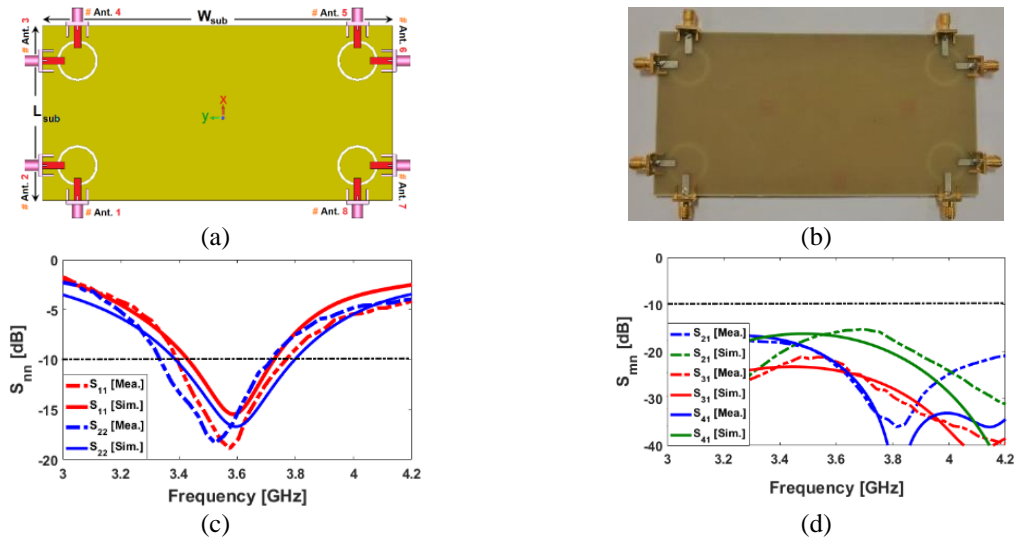 # Ant. 3
# Ant. 4
W sub
Ant. 5 #
# Ant. 6
L sub
X
y
# Ant. 2
# Ant. 1
# Ant. 8
# Ant. 7
(a)
(b)
0
-5
-10
-15
-20
S nn [dB]
S 11 [Mea.]
S 11 [Sim.]
S 22 [Mea.]
S 22 [Sim.]
3 3.2 3.4 3.6 3.8 4 4.2
Frequency [GHz]
(c)
0
-10
-20
-30
-40
S mn [dB]
S 21 [Mea.]
S 21 [Sim.]
S 31 [Mea.]
S 31 [Sim.]
S 41 [Mea.]
S 41 [Sim.]
3 3.2 3.4 3.6 3.8 4 4.2
Frequency [GHz]
(d)